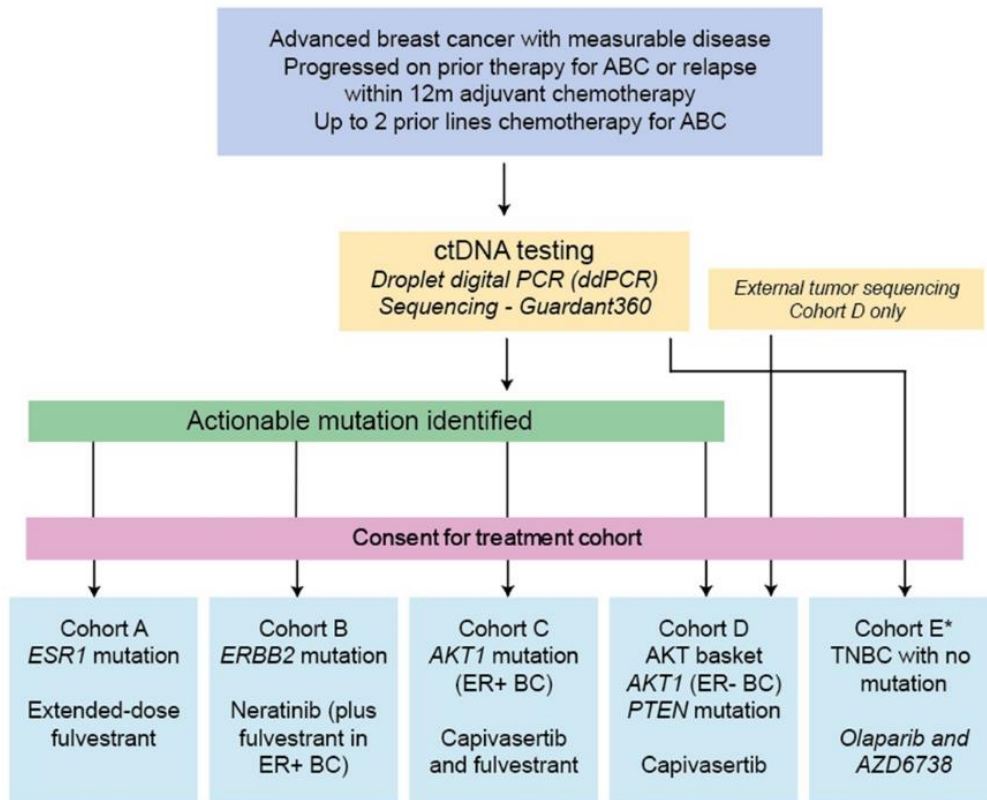 Advanced breast cancer with measurable disease
Progressed on prior therapy for ABC or relapse
within 12m adjuvant chemotherapy
Up to 2 prior lines chemotherapy for ABC
ctDNA testing
Droplet digital PCR (ddPCR)
Sequencing - Guardant360
External tumor sequencing
Cohort D only
Actionable mutation identified
Consent for treatment cohort
Cohort A
ESR1 mutation
Extended-dose
fulvestrant
Cohort B
ERBB2 mutation
Neratinib (plus
fulvestrant in
ER+ BC)
Cohort C
AKT1 mutation
(ER+ BC)
Capivasertib
and fulvestrant
Cohort D
AKT basket
AKT1 (ER- BC)
PTEN mutation
Capivasertib
Cohort E*
TNBC with no
mutation
Olaparib and
AZD6738